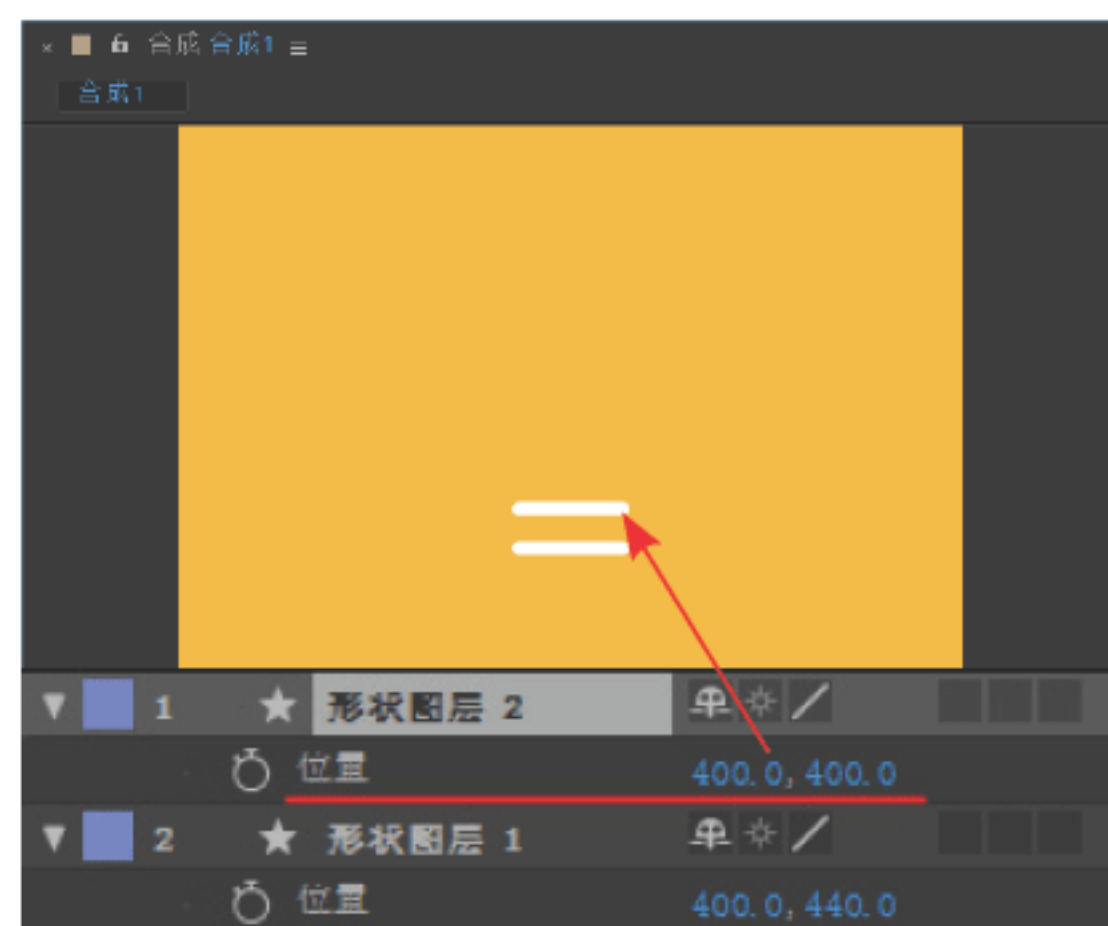 × 合成 合成1 ≡
合成1
1 形状图层 2
位置 400.0, 400.0
2 形状图层 1
位置 400.0, 440.0